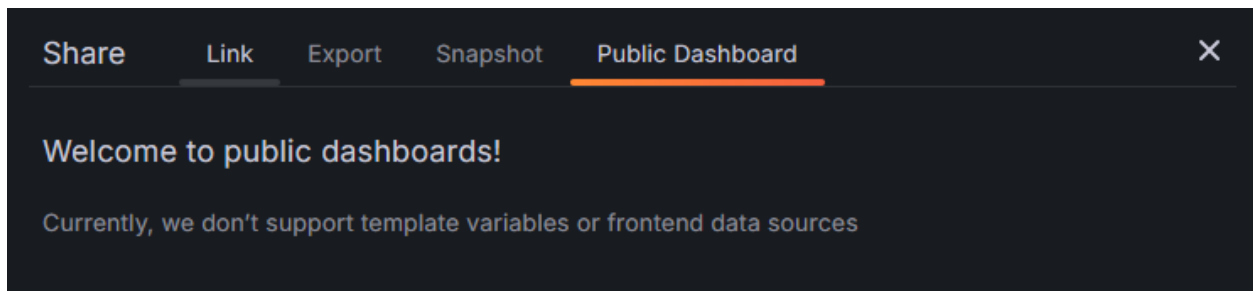 Share Link Export Snapshot Public Dashboard
Welcome to public dashboards!
Currently, we don’t support template variables or frontend data sources